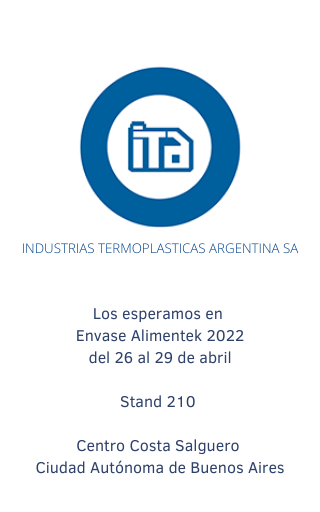 iTa
INDUSTRIAS TERMOPLASTICAS ARGENTINA SA
Los esperamos en
Envase Alimentek 2022
del 26 al 29 de abril
Stand 210
Centro Costa Salguero
Ciudad Autónoma de Buenos Aires